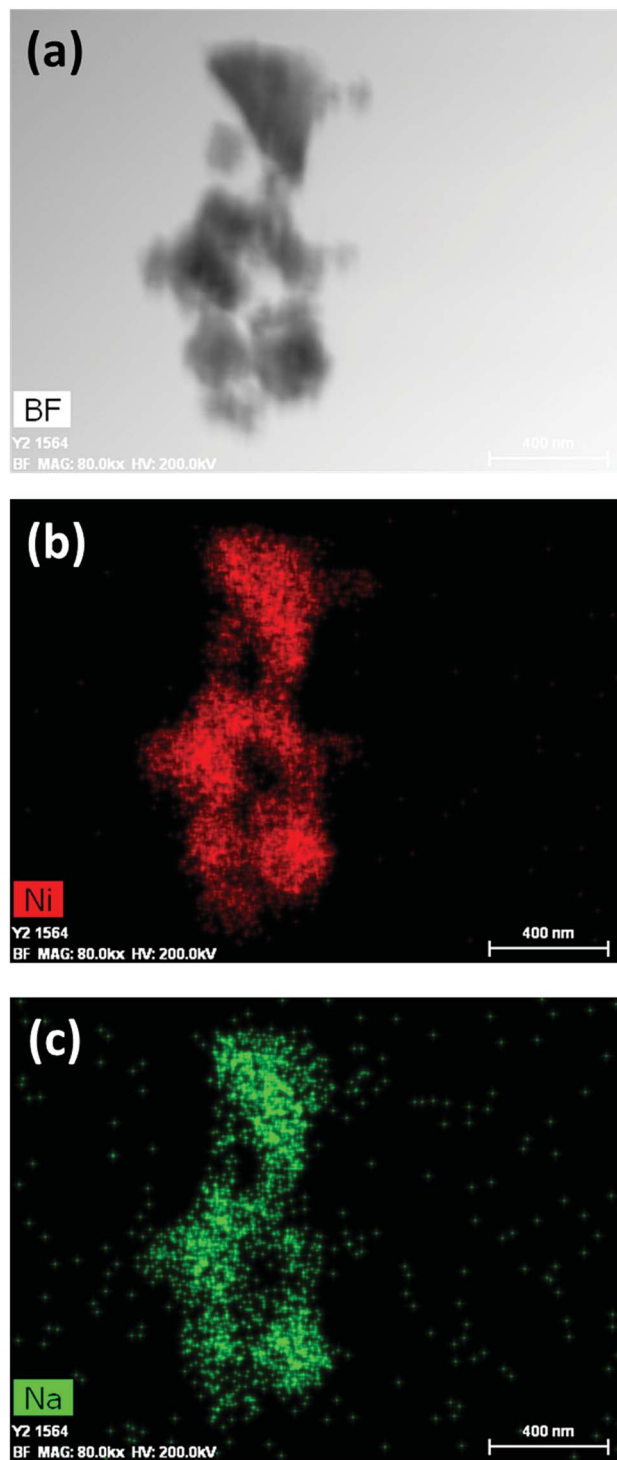 (a)
BF
Y2 1564
400 nm
BF MAG: 80.0kx HV: 200.0kV
(b)
Ni
Y2 1564
400 nm
BF MAG: 80.0kx HV: 200.0kV
(c)
Na
Y2 1564
400 nm
BF MAG: 80.0kx HV: 200.0kV